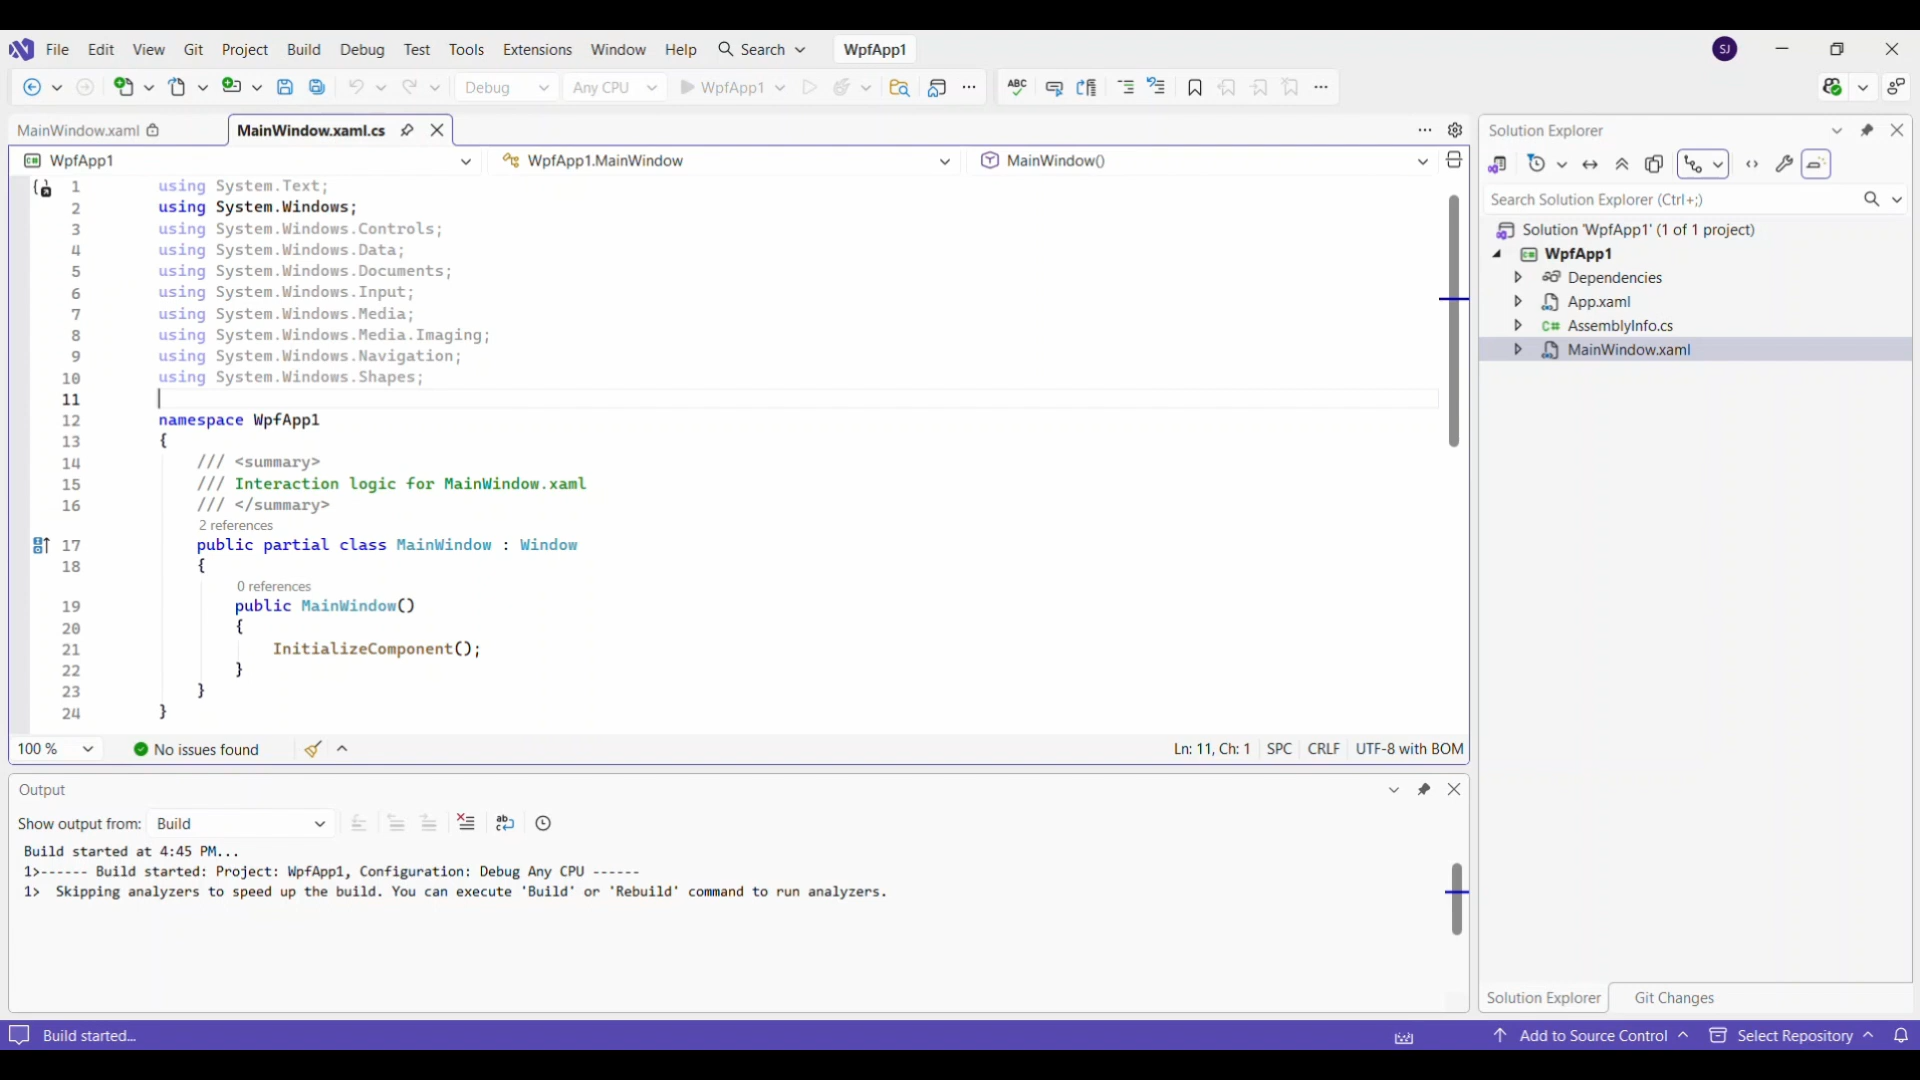 File Edit View Git Project Build Debug Test Tools Extensions Window Help Search WpfApp1 SJ
Debug Any CPU WpfApp1 ABC
MainWindow.xaml MainWindow.xaml.cs
WpfApp1 WpfApp1.MainWindow MainWindow()
1 using System.Text;
2 using System.Windows;
3 using System.Windows.Controls;
4 using System.Windows.Data;
5 using System.Windows.Documents;
6 using System.Windows.Input;
7 using System.Windows.Media;
8 using System.Windows.Media.Imaging;
9 using System.Windows.Navigation;
10 using System.Windows.Shapes;
11
12 namespace WpfApp1
13 {
14 /// <summary>
15 /// Interaction logic for MainWindow.xaml
16 /// </summary>
2 references
17 public partial class MainWindow : Window
18 {
0 references
19 public MainWindow()
20 {
21 InitializeComponent();
22 }
23 }
24 }
100 % No issues found Ln: 11, Ch: 1 SPC CRLF UTF-8 with BOM
Output
Show output from: Build
Build started at 4:45 PM...
1>------ Build started: Project: WpfApp1, Configuration: Debug Any CPU ------
1> Skipping analyzers to speed up the build. You can execute 'Build' or 'Rebuild' command to run analyzers.
Solution Explorer
Search Solution Explorer (Ctrl+;)
Solution 'WpfApp1' (1 of 1 project)
WpfApp1
Dependencies
App.xaml
C# AssemblyInfo.cs
MainWindow.xaml
Solution Explorer Git Changes
Build started... Add to Source Control Select Repository